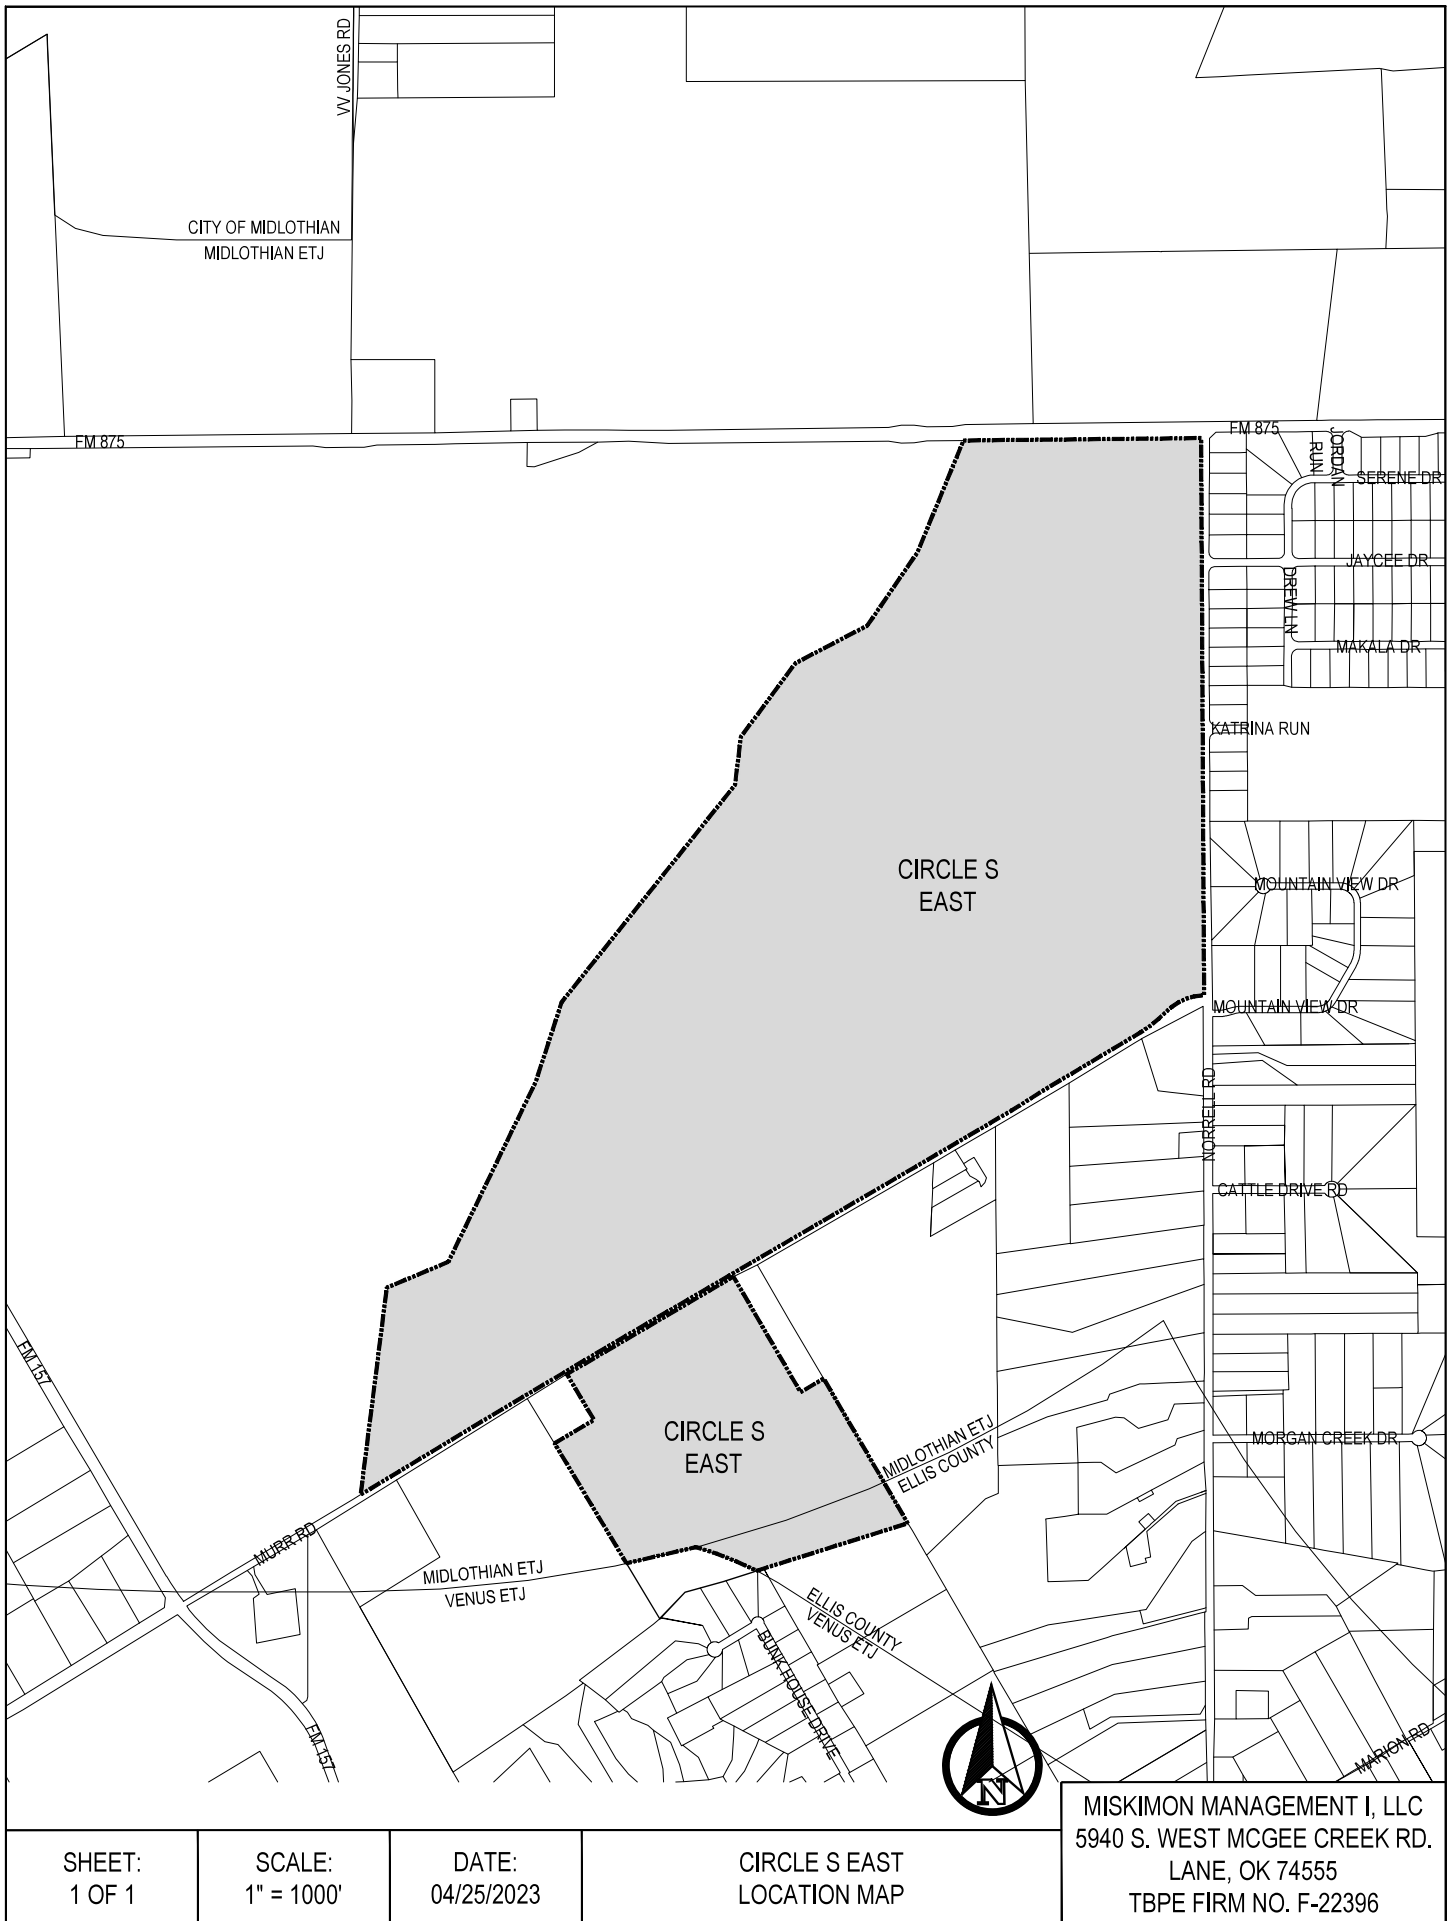 VV JONES RD
CITY OF MIDLOTHIAN
MIDLOTHIAN ETJ
FM 875
FM 875
JORDAN
RUN
SERENE DR
JAYCEE DR
DREW LN
MAKALA DR
KATRINA RUN
CIRCLE S
EAST
MOUNTAIN VIEW DR
MOUNTAIN VIEW DR
NORRELL RD
CATTLE DRIVE RD
FM 157
CIRCLE S
EAST
MIDLOTHIAN ETJ
ELLIS COUNTY
MORGAN CREEK DR
MURR RD
MIDLOTHIAN ETJ
VENUS ETJ
ELLIS COUNTY
VENUS ETJ
BUNK HOUSE DRIVE
FM 157
MARION RD
N
SHEET:
1 OF 1
SCALE:
1" = 1000'
DATE:
04/25/2023
CIRCLE S EAST
LOCATION MAP
MISKIMON MANAGEMENT I, LLC
5940 S. WEST MCGEE CREEK RD.
LANE, OK 74555
TBPE FIRM NO. F-22396